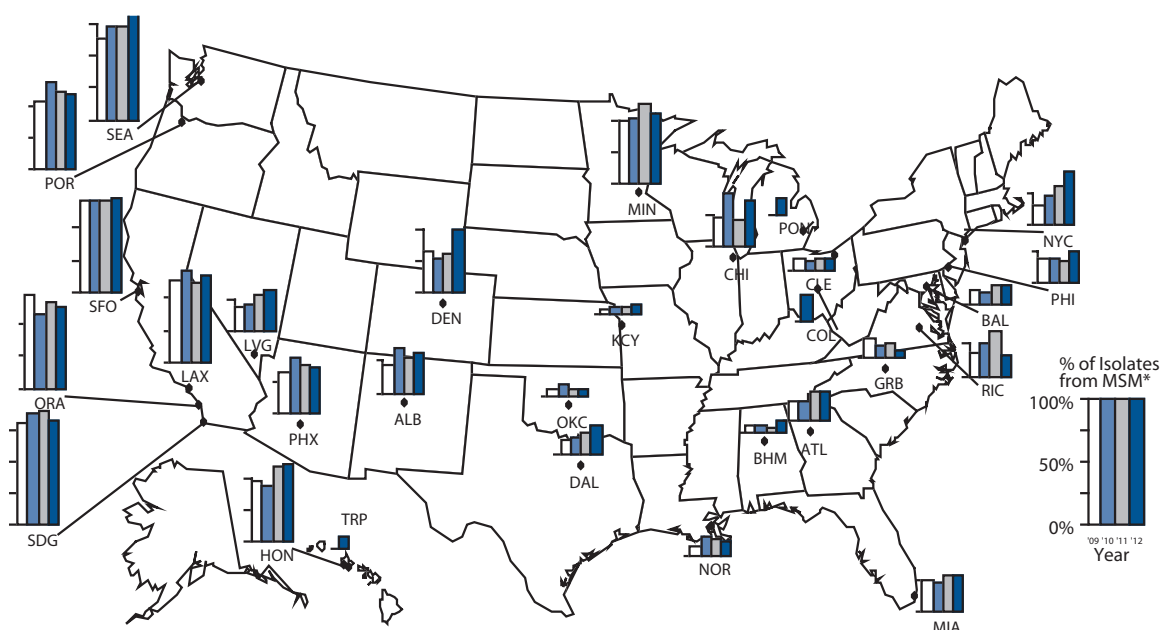 SEA
POR
MIN
PON
NYC
CHI
SFO
CLE
PHI
DEN
BAL
LVG
KCY
COL
LAX
GRB
RIC
% of Isolates
from MSM*
ORA
ALB
100%
OKC
PHX
BHM
ATL
50%
DAL
TRP
0%
SDG
'09 '10 '11 '12
HON
Year
NOR
MIA